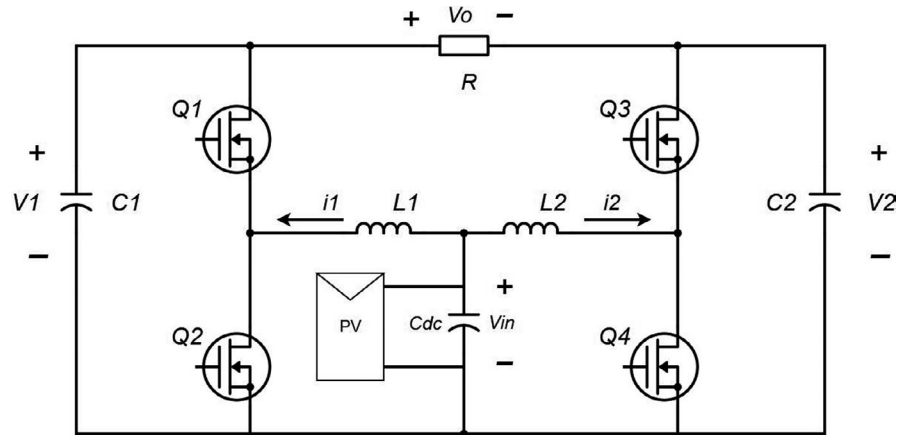 + Vo −
R
Q1
Q3
+
+
V1
C1
i1
L1
L2
i2
C2
V2
−
−
PV
+
Cdc
Vin
−
Q2
Q4